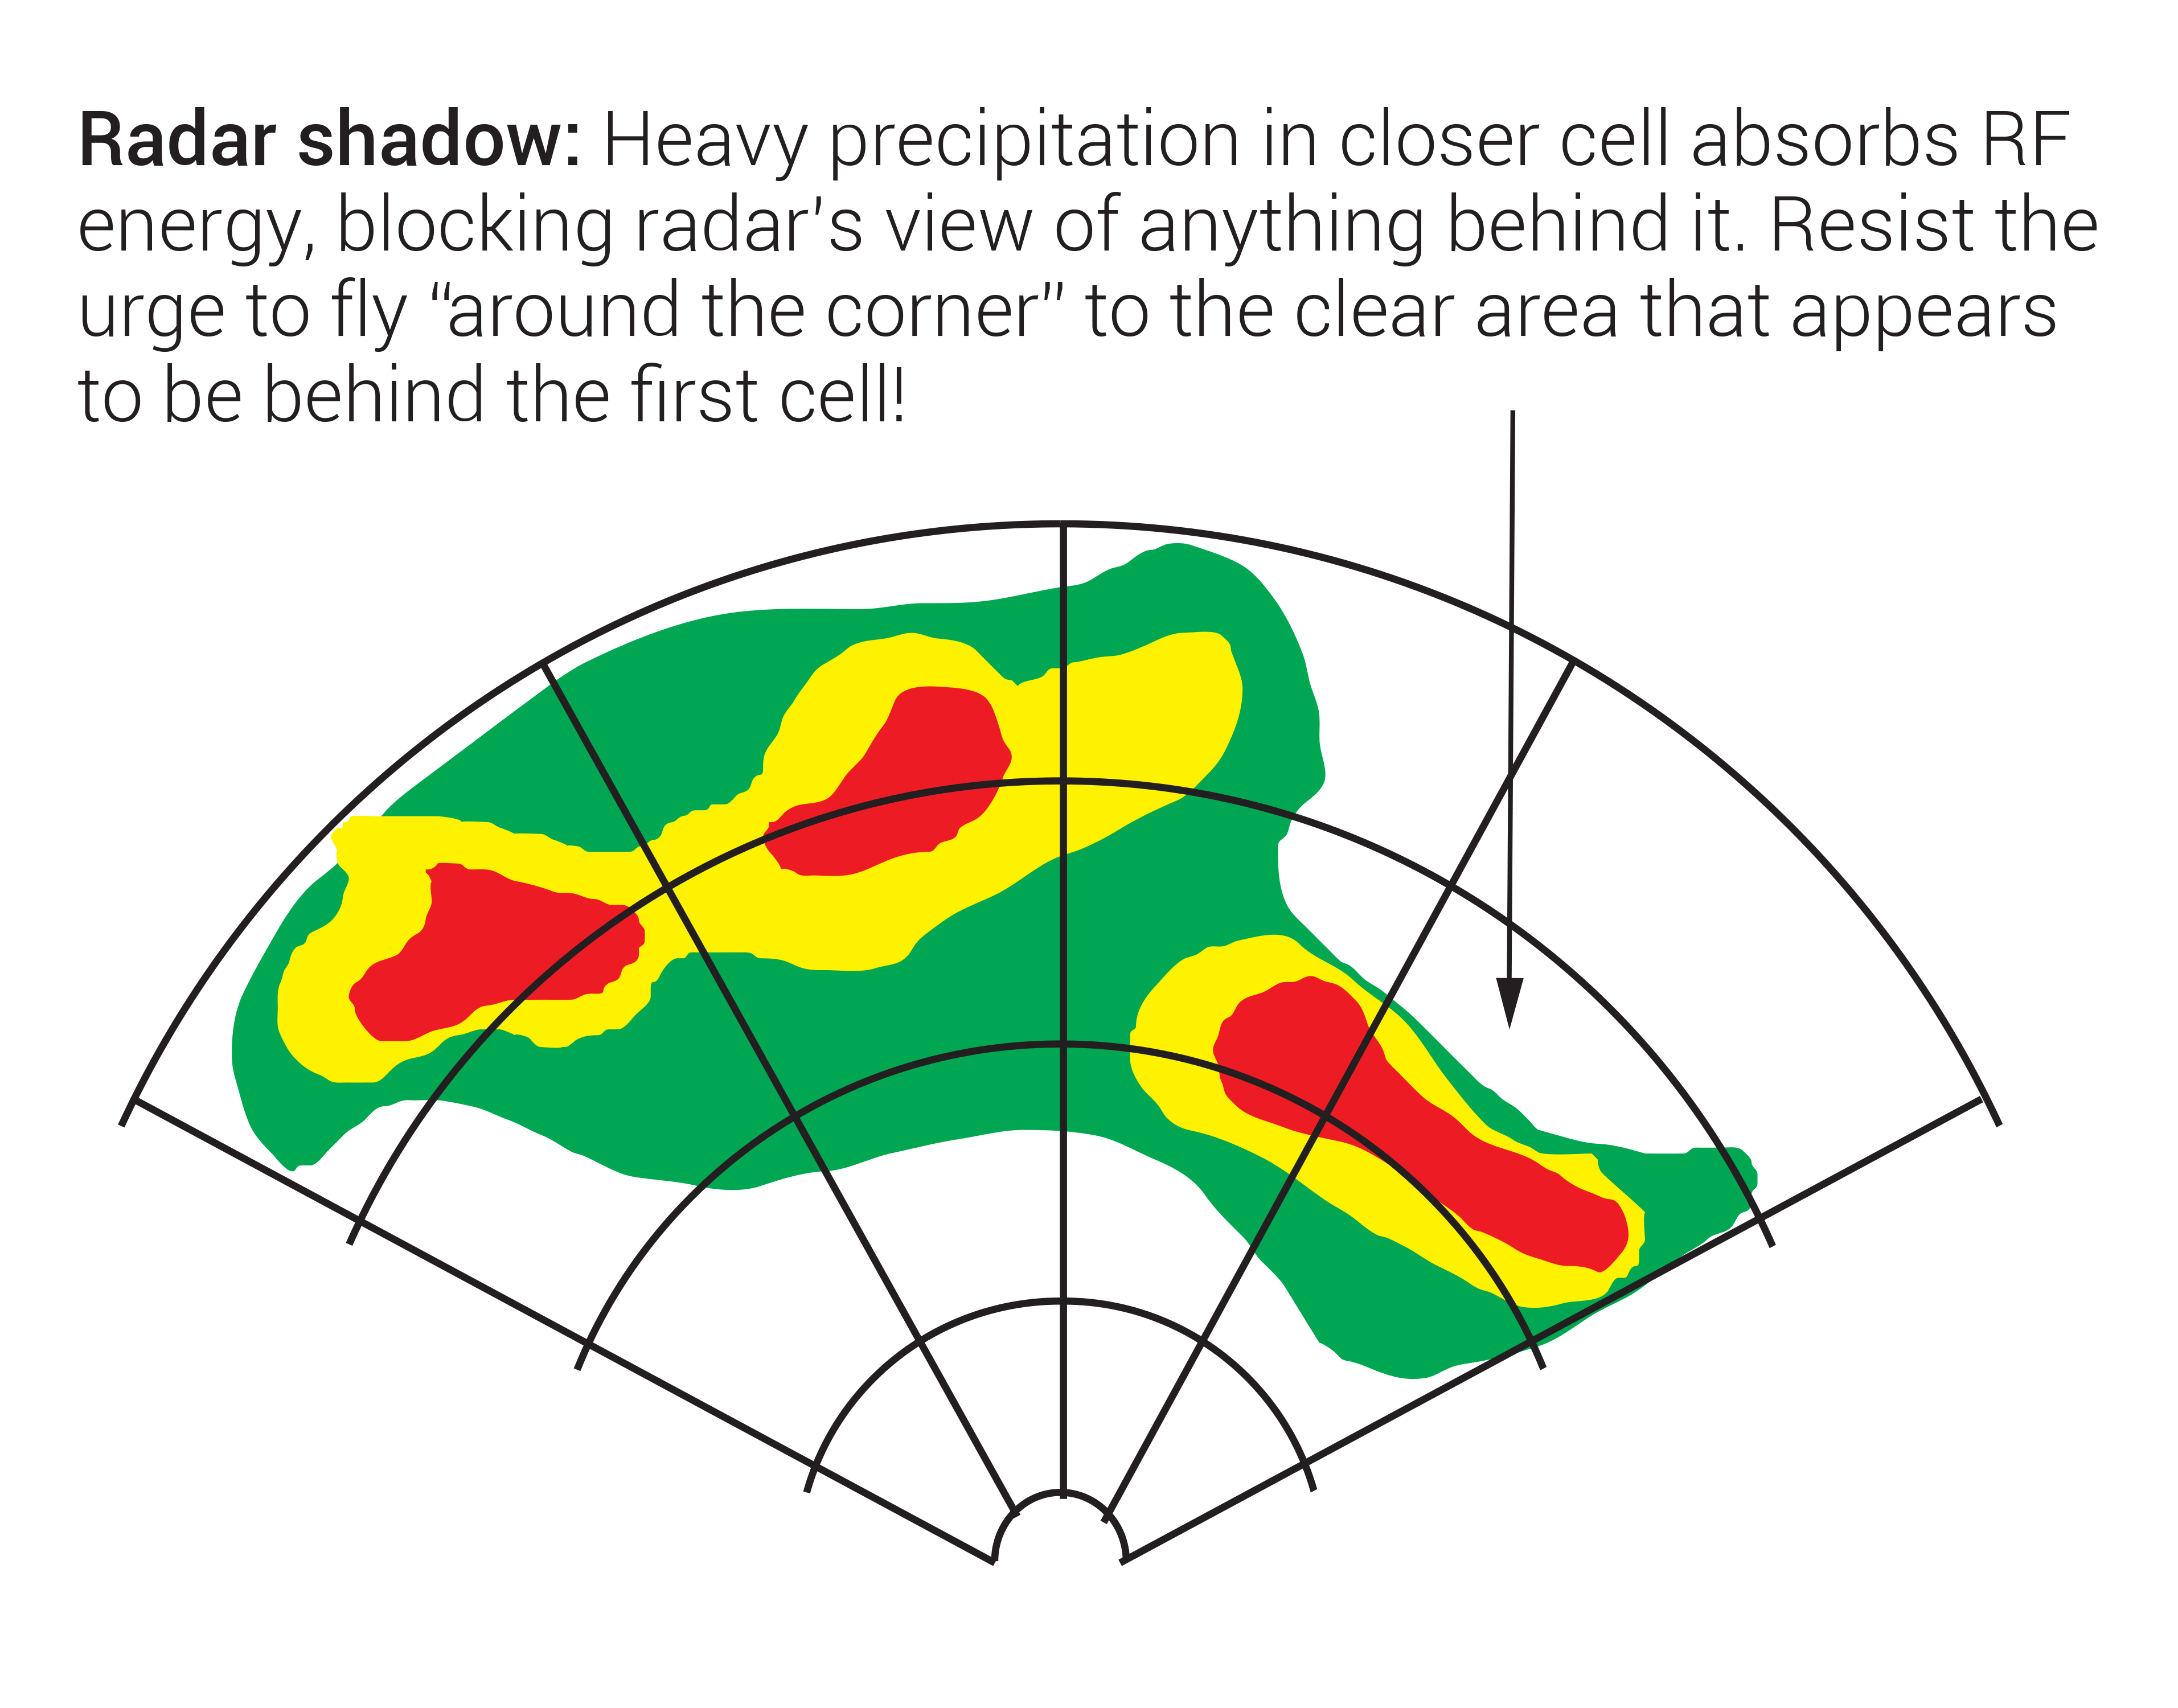 Radar shadow: Heavy precipitation in closer cell absorbs RF
energy, blocking radar’s view of anything behind it. Resist the
urge to fly “around the corner” to the clear area that appears
to be behind the first cell!